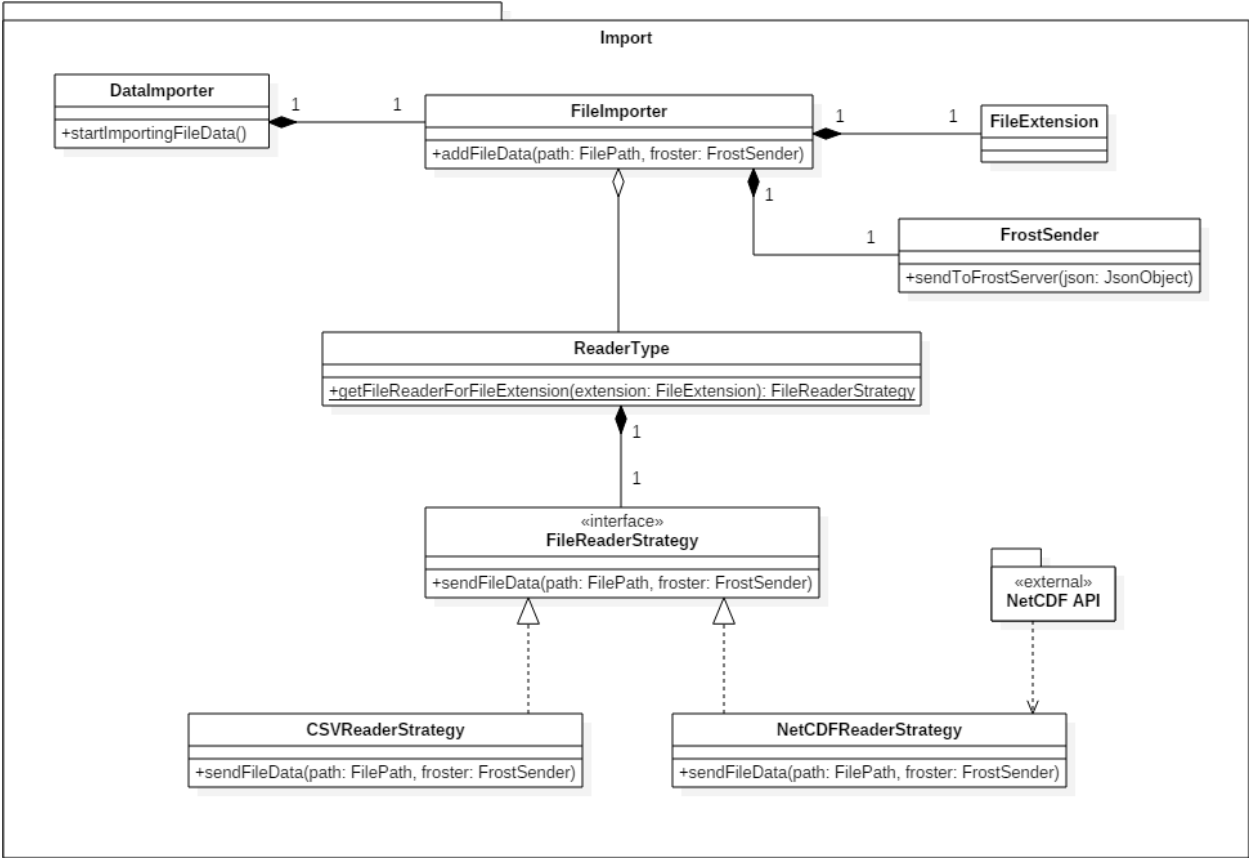 Import
DataImporter
+startImportingFileData()
1
1
FileImporter
+addFileData(path: FilePath, froster: FrostSender)
1
1
FileExtension
1
1
FrostSender
+sendToFrostServer(json: JsonObject)
ReaderType
+getFileReaderForFileExtension(extension: FileExtension): FileReaderStrategy
1
1
«interface»
FileReaderStrategy
+sendFileData(path: FilePath, froster: FrostSender)
«external»
NetCDF API
CSVReaderStrategy
+sendFileData(path: FilePath, froster: FrostSender)
NetCDFReaderStrategy
+sendFileData(path: FilePath, froster: FrostSender)